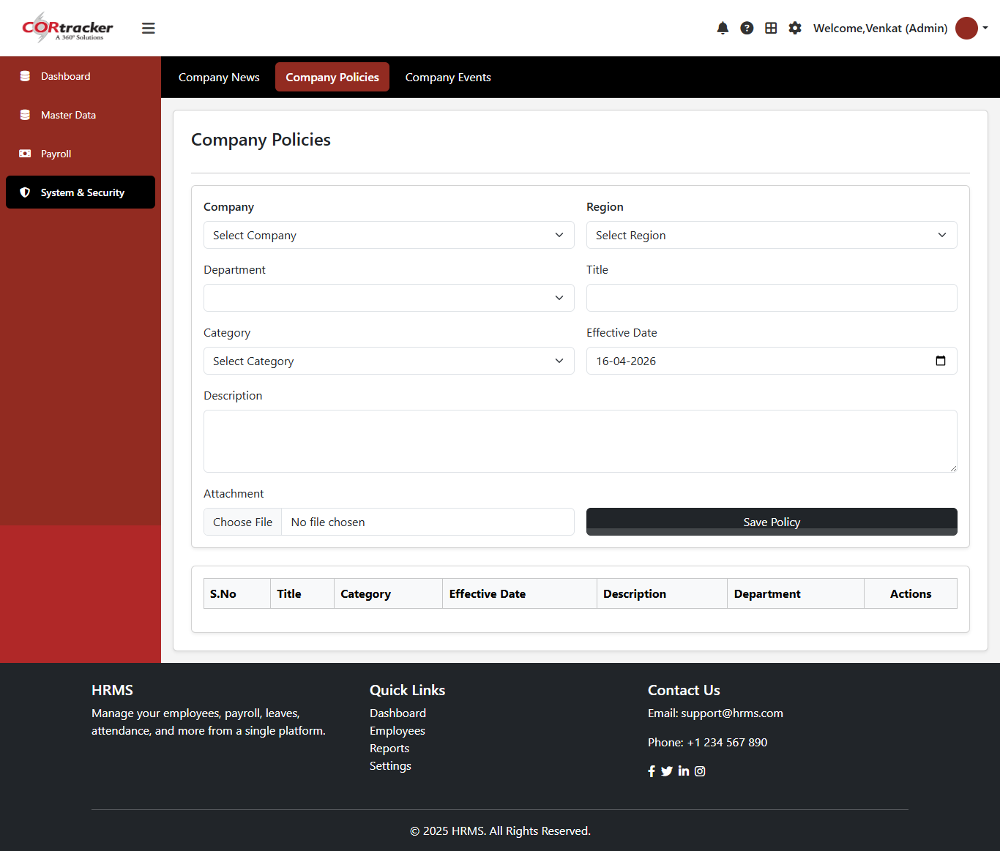 CORtracker
A 360º Solutions
Welcome,Venkat (Admin)
Dashboard
Master Data
Payroll
System & Security
Company News
Company Policies
Company Events
Company Policies
Company
Region
Select Company
Select Region
Department
Title
Category
Effective Date
Select Category
16-04-2026
Description
Attachment
Choose File
No file chosen
Save Policy
S.No
Title
Category
Effective Date
Description
Department
Actions
HRMS
Manage your employees, payroll, leaves,
attendance, and more from a single platform.
Quick Links
Dashboard
Employees
Reports
Settings
Contact Us
Email: support@hrms.com
Phone: +1 234 567 890
© 2025 HRMS. All Rights Reserved.